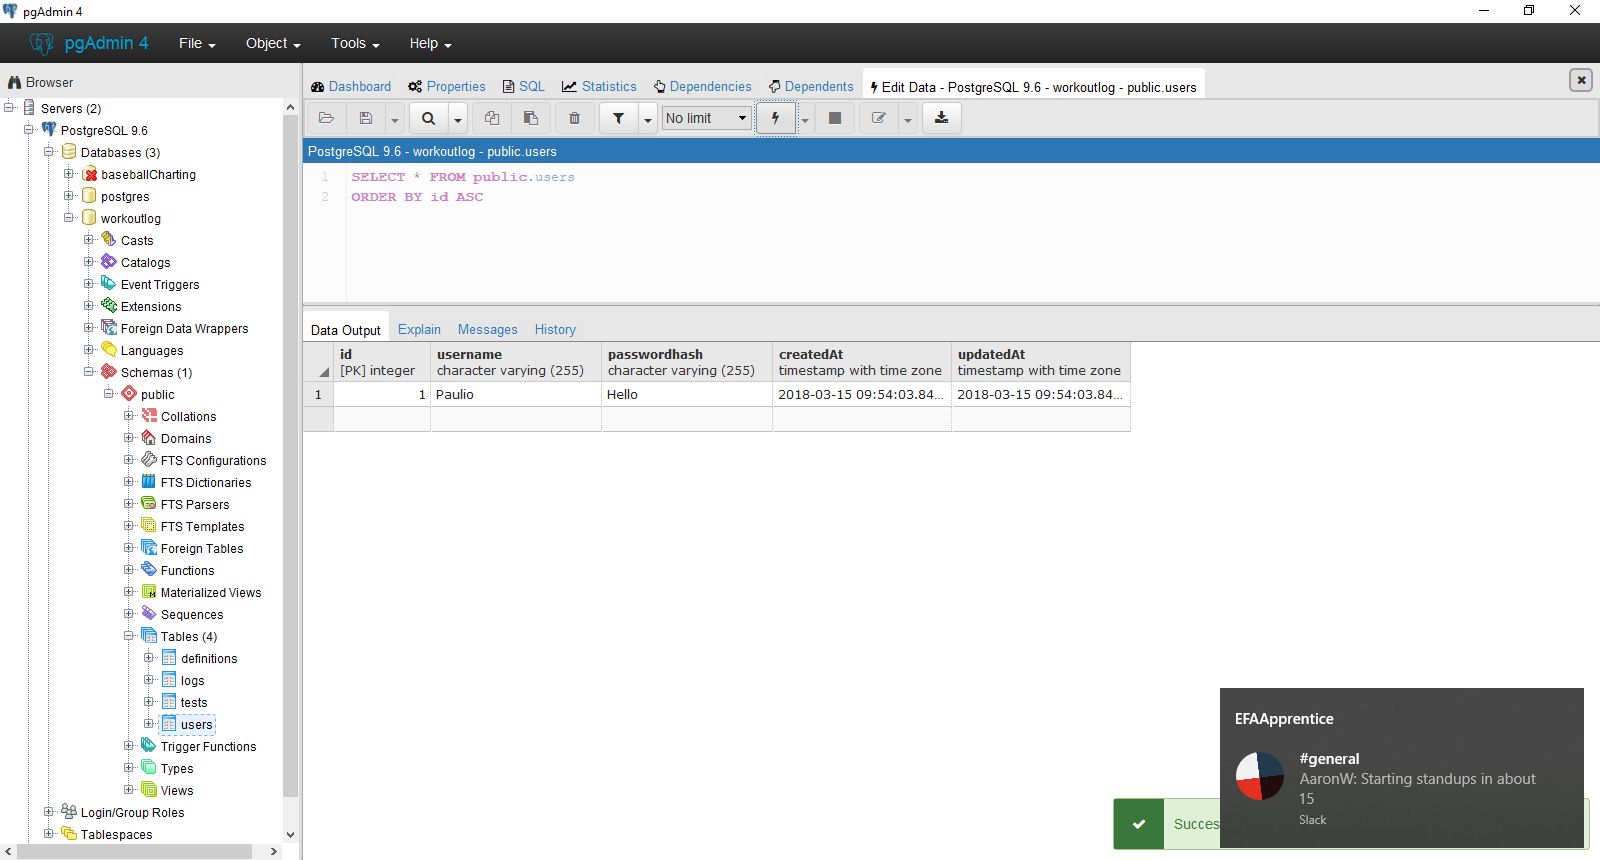 pgAdmin 4
pgAdmin 4 File Object Tools Help
Browser
Servers (2)
PostgreSQL 9.6
Databases (3)
baseballCharting
postgres
workoutlog
Casts
Catalogs
Event Triggers
Extensions
Foreign Data Wrappers
Languages
Schemas (1)
public
Collations
Domains
FTS Configurations
FTS Dictionaries
FTS Parsers
FTS Templates
Foreign Tables
Functions
Materialized Views
Sequences
Tables (4)
definitions
logs
tests
users
Trigger Functions
Types
Views
Login/Group Roles
Tablespaces
Dashboard Properties SQL Statistics Dependencies Dependents Edit Data - PostgreSQL 9.6 - workoutlog - public.users
No limit
PostgreSQL 9.6 - workoutlog - public.users
1 SELECT * FROM public.users
2 ORDER BY id ASC
Data Output Explain Messages History
id username passwordhash createdAt updatedAt
[PK] integer character varying (255) character varying (255) timestamp with time zone timestamp with time zone
1 1 Paulio Hello 2018-03-15 09:54:03.84... 2018-03-15 09:54:03.84...
EFAApprentice
#general
AaronW: Starting standups in about
15
Slack
Succes